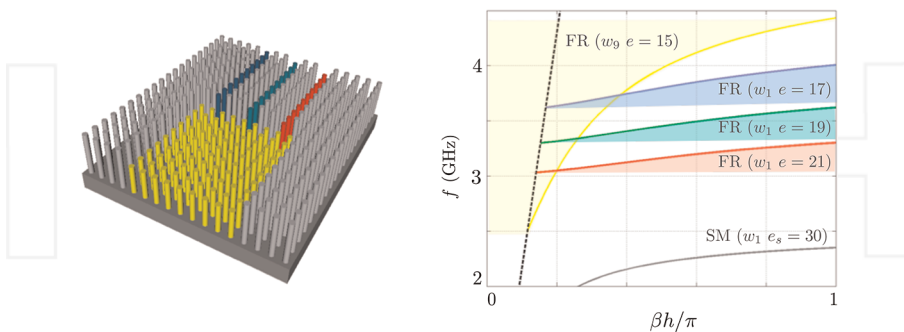 FR (w₉ e = 15)
4
FR (w₁ e = 17)
FR (w₁ e = 19)
FR (w₁ e = 21)
3
f (GHz)
SM (w₁ eₛ = 30)
2
0
1
βh/π